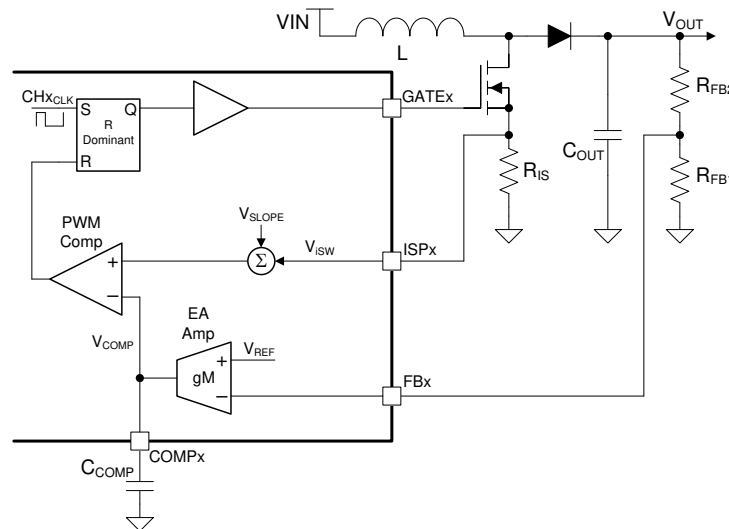 VIN
L
VOUT
CHxCLK
S
Q
R
Dominant
R
GATEx
RFB2
COUT
RIS
PWM
Comp
+
−
VSLOPE
Σ
ViSW
ISPx
VCOMP
EA
Amp
gM
+
−
VREF
FBx
COMPx
CCOMP